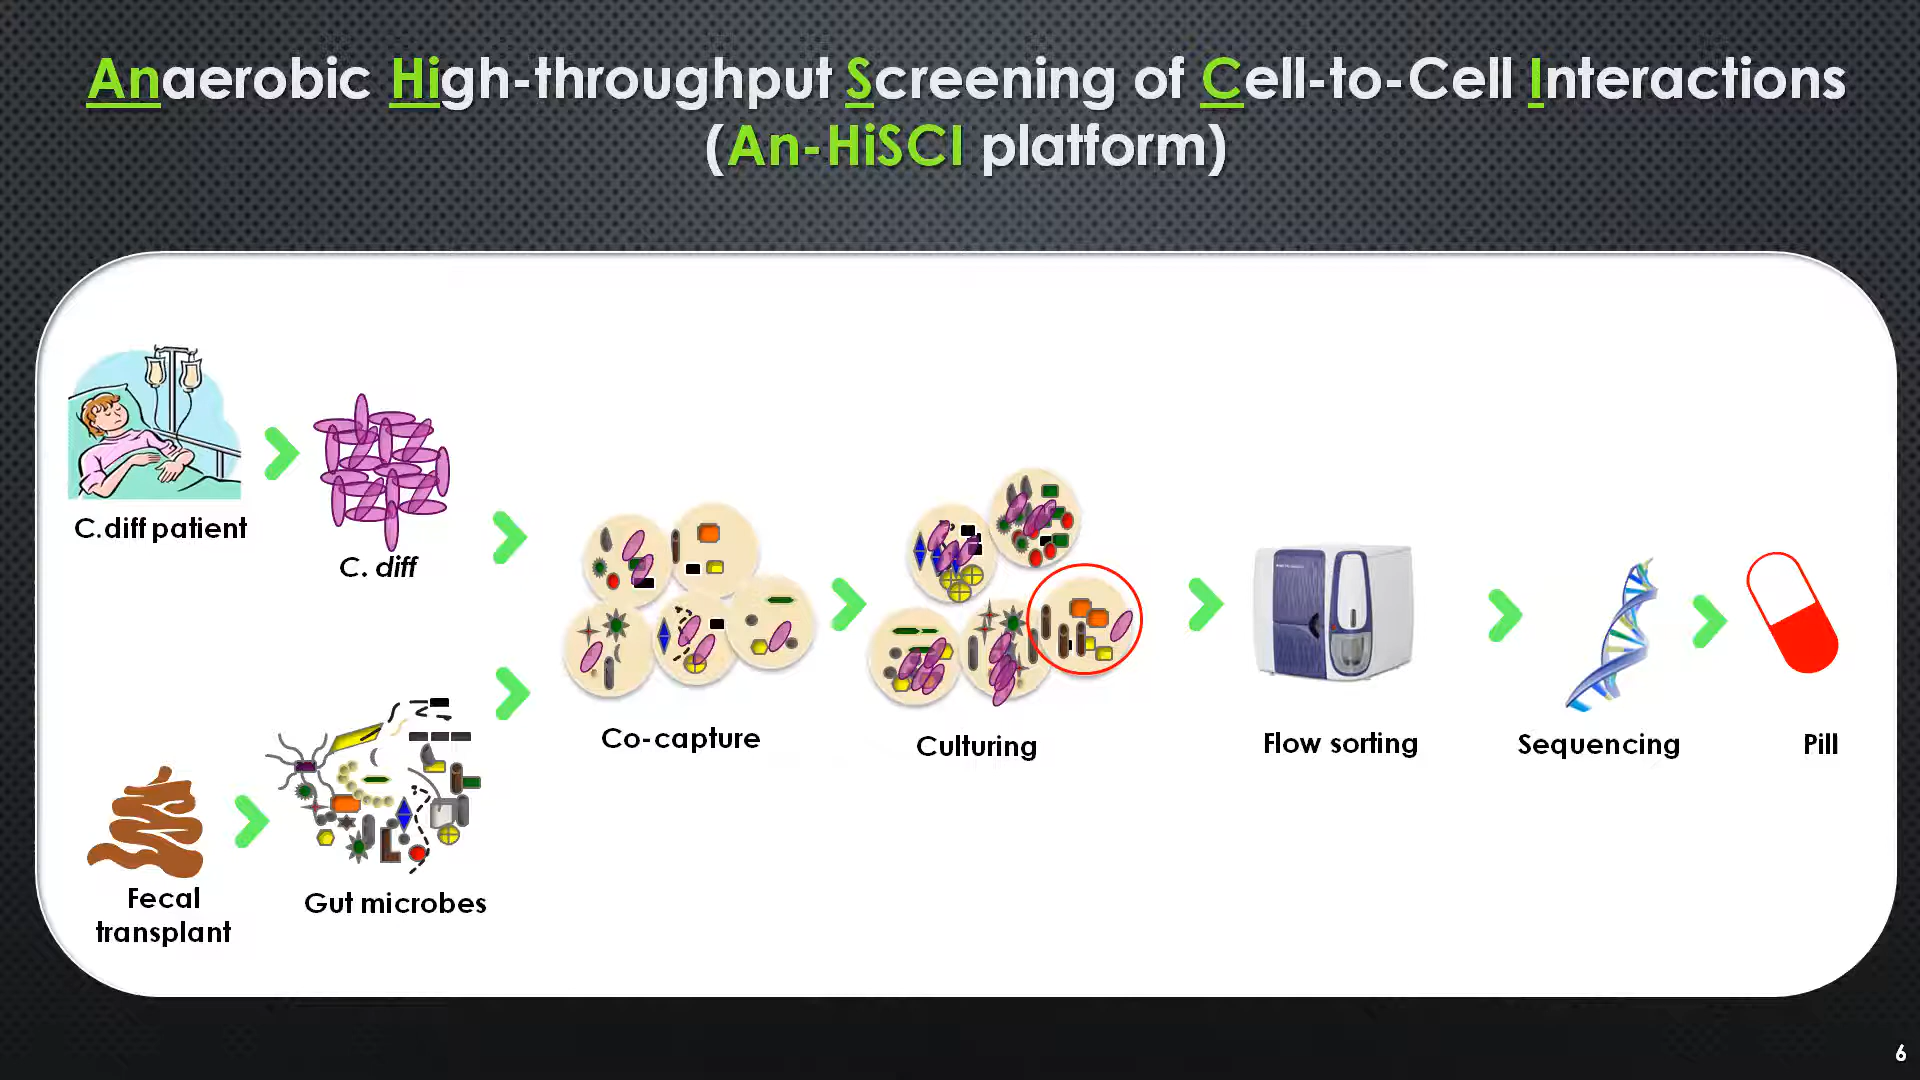 Anaerobic High-throughput Screening of Cell-to-Cell Interactions
(An-HiSCI platform)
C.diff patient
C. diff
Fecal
transplant
Gut microbes
Co-capture
Culturing
Flow sorting
Sequencing
Pill
6